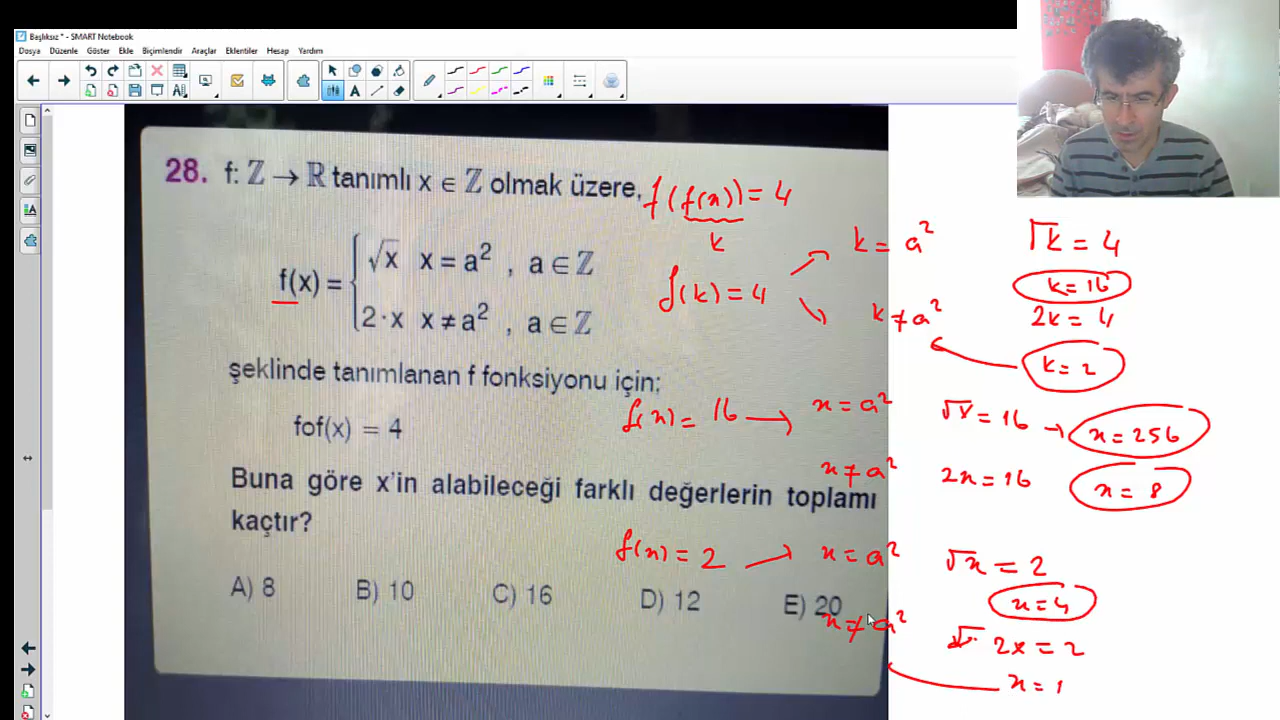 Başlıksız * - SMART Notebook
Dosya Düzenle Göster Ekle Biçimlendir Araçlar Eklentiler Hesap Yardım
28. f: ℤ → ℝ tanımlı x ∈ ℤ olmak üzere,
f(x) = { √x x = a² , a ∈ ℤ
2·x x ≠ a² , a ∈ ℤ
şeklinde tanımlanan f fonksiyonu için;
fof(x) = 4
Buna göre x'in alabileceği farklı değerlerin toplamı
kaçtır?
A) 8 B) 10 C) 16 D) 12 E) 20
f(f(x)) = 4
k
f(k) = 4
k = a² √k = 4
k = 16
k ≠ a² 2k = 4
k = 2
f(x) = 16 → x = a² √x = 16 → x = 256
x ≠ a² 2x = 16 x = 8
f(x) = 2 → x = a² √x = 2
x = 4
x ≠ a² 2x = 2
x = 1